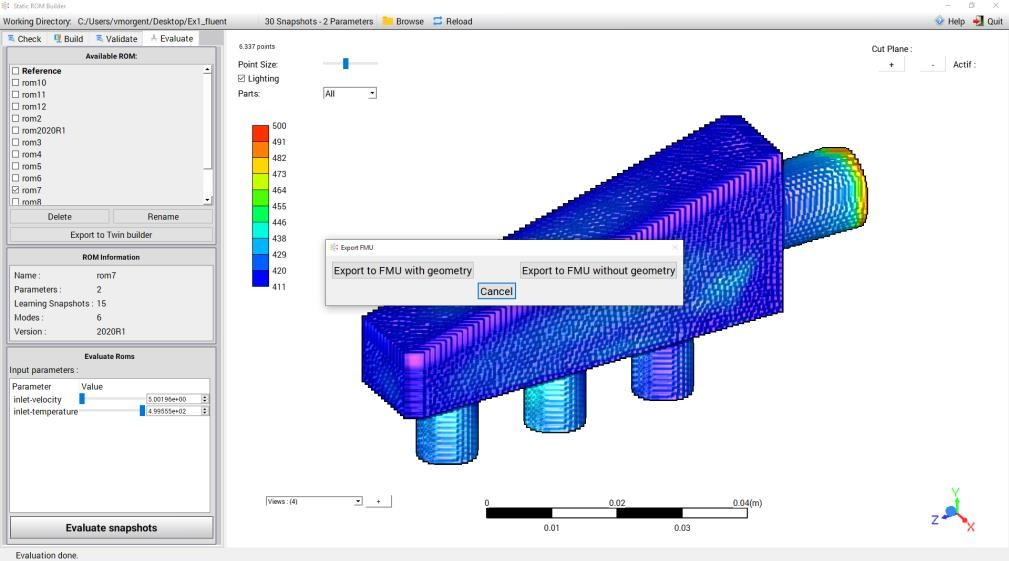 Static ROM Builder
Working Directory: C:/Users/vmorgent/Desktop/Ex1_fluent 30 Snapshots - 2 Parameters Browse Reload Help Quit
Check Build Validate Evaluate
Available ROM:
Reference
rom10
rom11
rom12
rom2
rom2020R1
rom3
rom4
rom5
rom6
rom7
rom8
Delete Rename
Export to Twin builder
ROM Information
Name : rom7
Parameters : 2
Learning Snapshots : 15
Modes : 6
Version : 2020R1
Evaluate Roms
Input parameters :
Parameter Value
inlet-velocity 5.00196e+00
inlet-temperature 4.99555e+02
Evaluate snapshots
Evaluation done.
6.337 points
Point Size:
Lighting
Parts: All
Cut Plane :
+ - Actif :
500
491
482
473
464
455
446
438
429
420
411
Export FMU
Export to FMU with geometry Export to FMU without geometry
Cancel
Views : (4) +
0 0.02 0.04(m)
0.01 0.03
Y
Z X